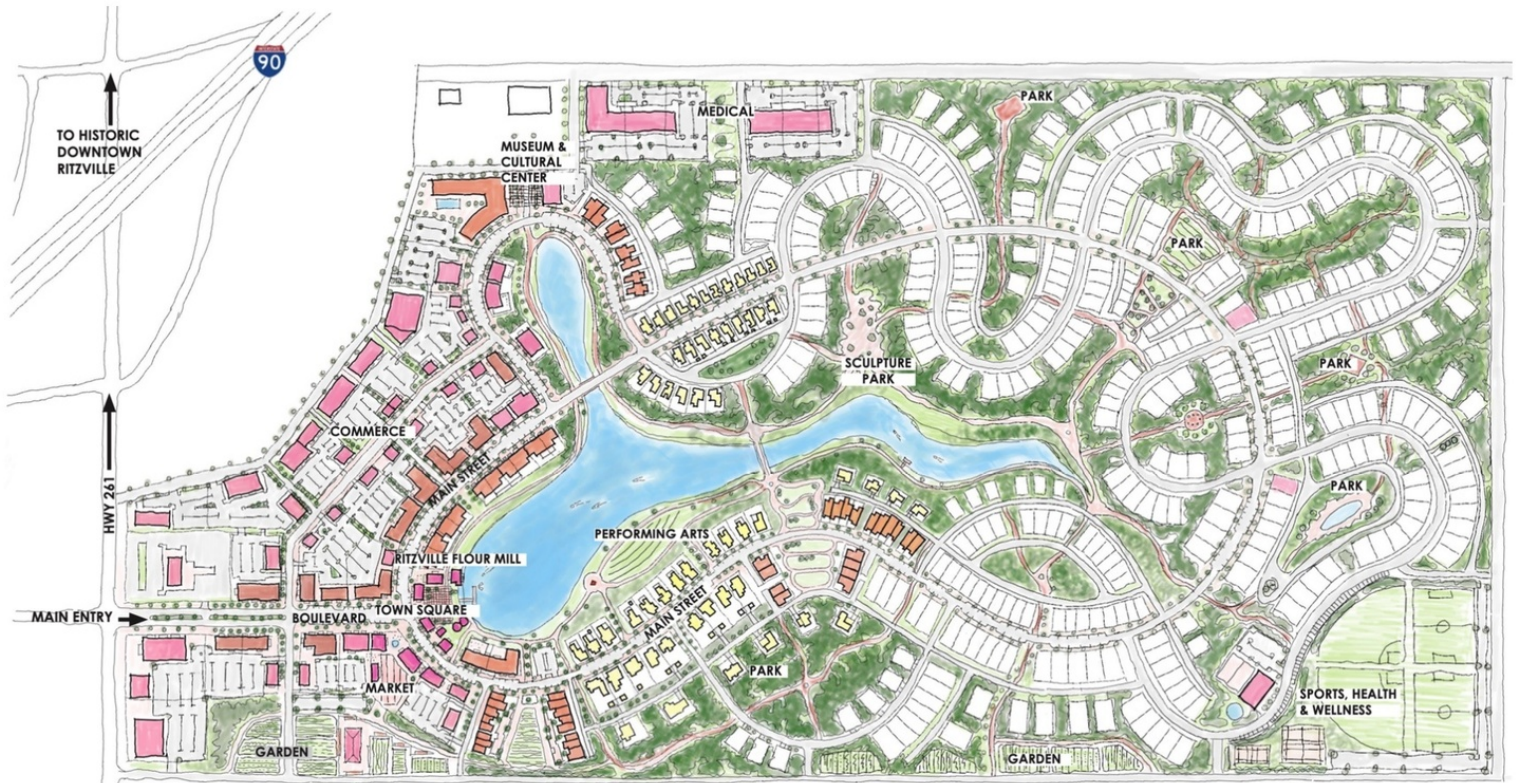 90
TO HISTORIC
DOWNTOWN
RITZVILLE
MEDICAL
PARK
MUSEUM &
CULTURAL
CENTER
PARK
SCULPTURE
PARK
PARK
COMMERCE
MAIN STREET
HWY 261
PARK
PERFORMING ARTS
RITZVILLE FLOUR MILL
MAIN ENTRY
BOULEVARD
TOWN SQUARE
MAIN STREET
PARK
MARKET
SPORTS, HEALTH
& WELLNESS
GARDEN
GARDEN